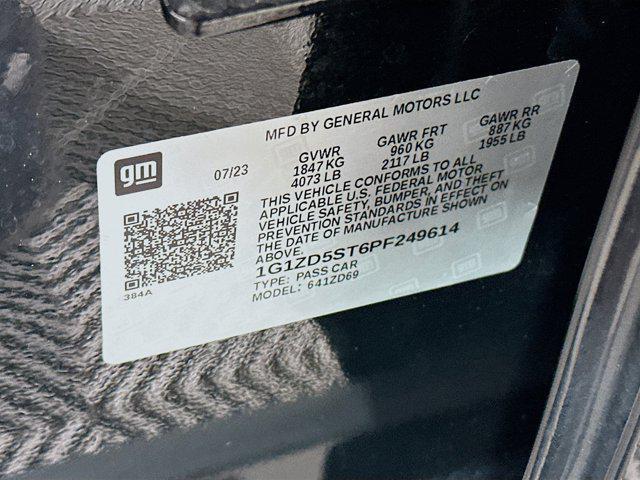 MFD BY GENERAL MOTORS LLC
gm
07/23
GVWR GAWR FRT GAWR RR
1847 KG 960 KG 887 KG
4073 LB 2117 LB 1955 LB
THIS VEHICLE CONFORMS TO ALL
APPLICABLE U.S. FEDERAL MOTOR
VEHICLE SAFETY, BUMPER, AND THEFT
PREVENTION STANDARDS IN EFFECT ON
THE DATE OF MANUFACTURE SHOWN
ABOVE.
1G1ZD5ST6PF249614
TYPE: PASS CAR
MODEL: 641ZD69
384A